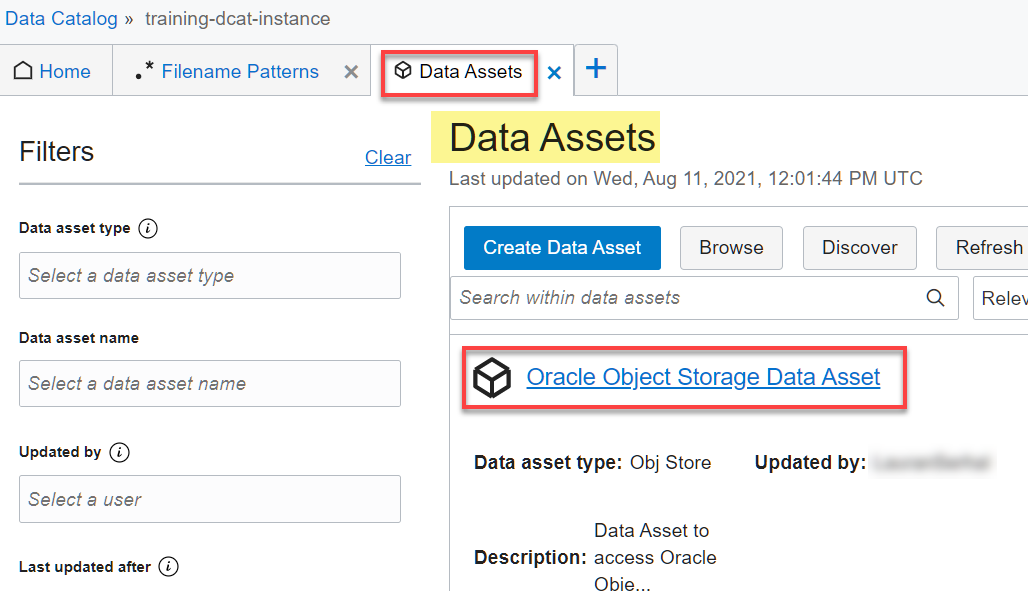 Data Catalog » training-dcat-instance
Home
.* Filename Patterns ×
Data Assets ×
+
Filters
Clear
Data asset type i
Select a data asset type
Data asset name
Select a data asset name
Updated by i
Select a user
Last updated after i
Data Assets
Last updated on Wed, Aug 11, 2021, 12:01:44 PM UTC
Create Data Asset Browse Discover Refresh
Search within data assets
Relev
Oracle Object Storage Data Asset
Data asset type: Obj Store Updated by:
Description: Data Asset to
access Oracle
Obje...